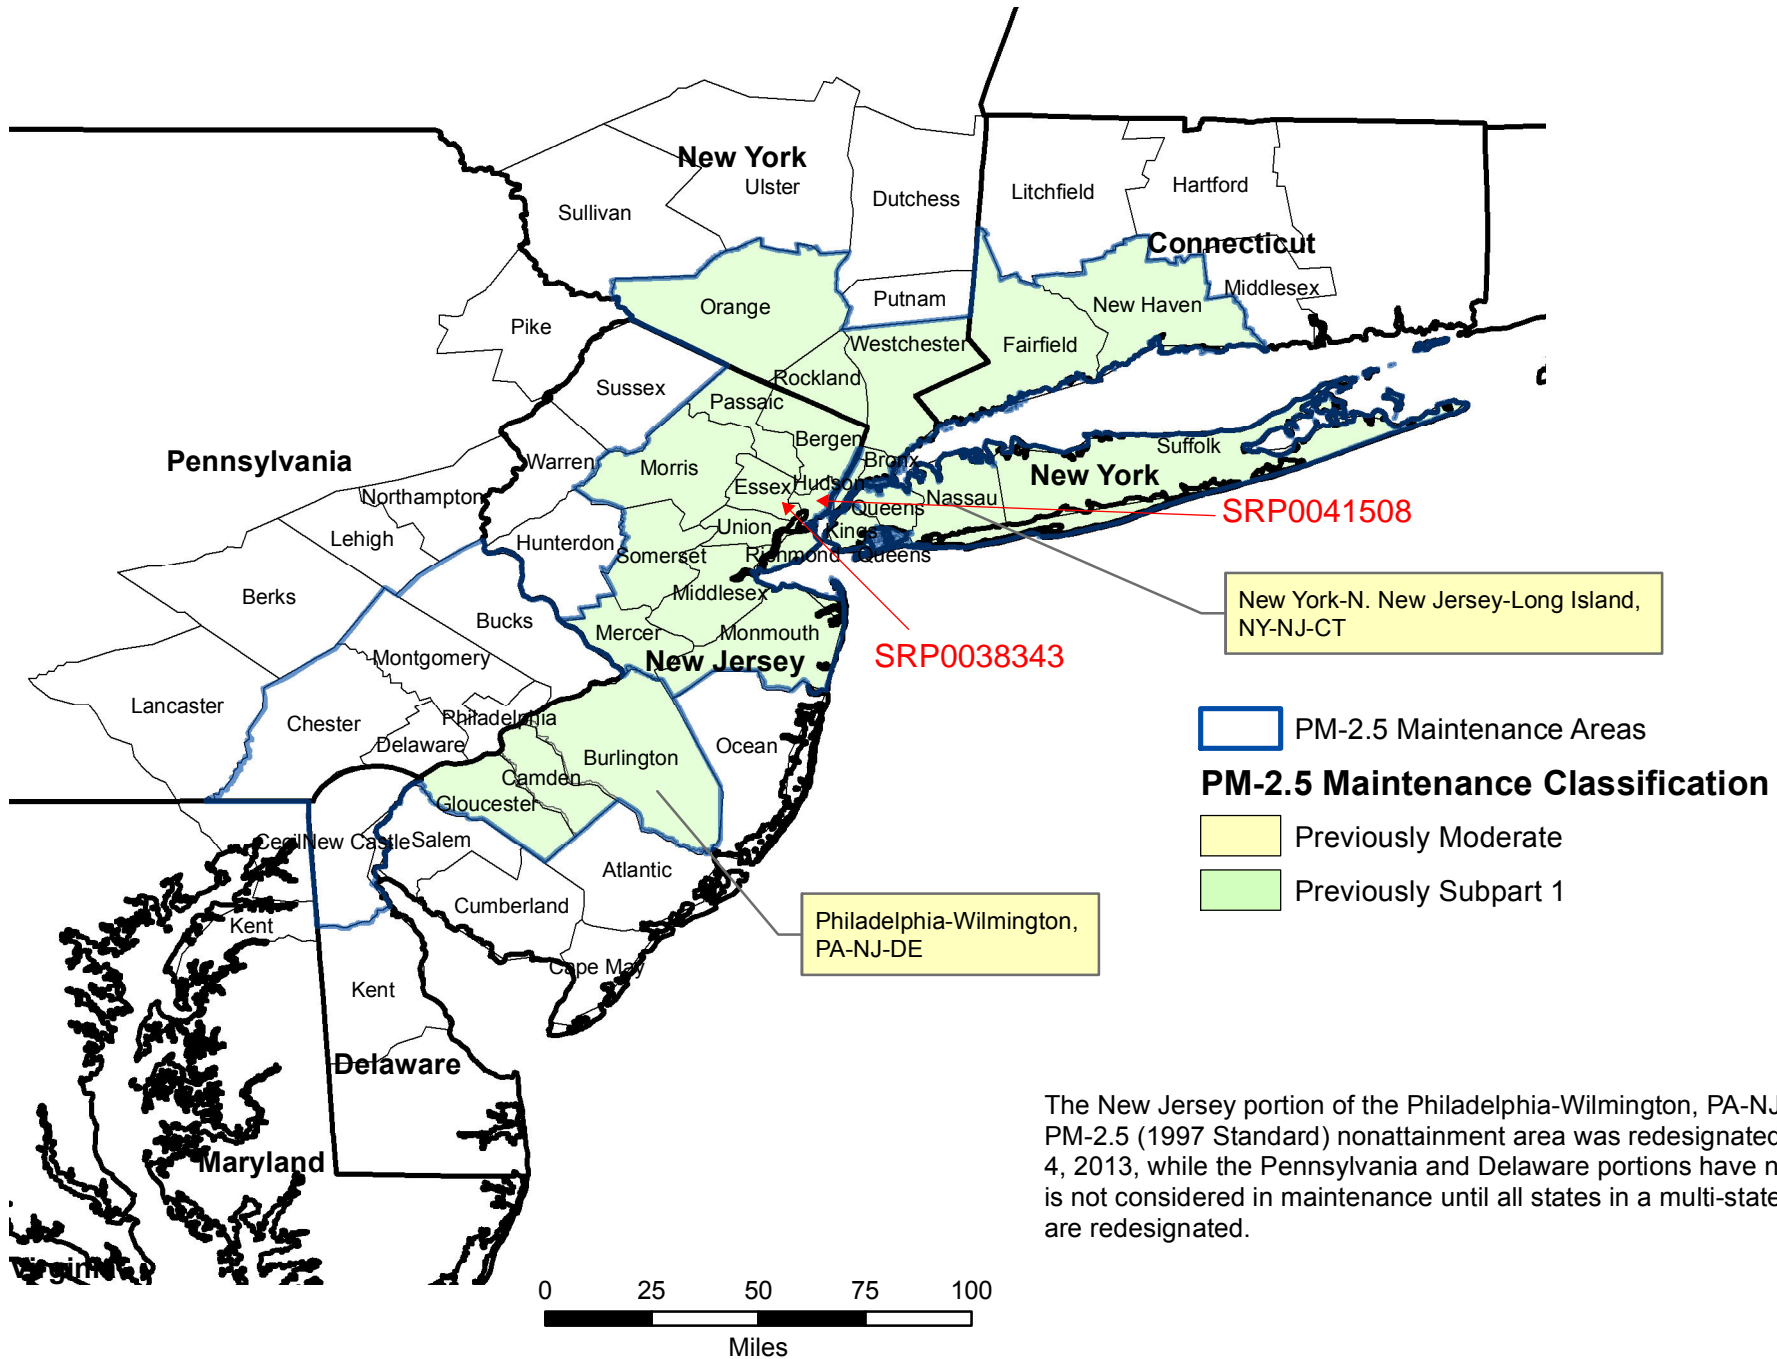 New York
Ulster
Dutchess
Litchfield
Hartford
Sullivan
Connecticut
Middlesex
Orange
Putnam
New Haven
Pike
Westchester
Fairfield
Rockland
Sussex
Passaic
Bergen
Suffolk
Pennsylvania
Warren
Morris
Bronx
New York
Essex
Hudson
Nassau
Northampton
Queens
SRP0041508
Union
Kings
Lehigh
Hunterdon
Somerset
Richmond
Queens
Berks
Middlesex
New York-N. New Jersey-Long Island,
NY-NJ-CT
Bucks
Mercer
Monmouth
Montgomery
New Jersey
SRP0038343
Lancaster
Chester
Philadelphia
Delaware
Ocean
Burlington
PM-2.5 Maintenance Areas
Camden
Gloucester
PM-2.5 Maintenance Classification
Previously Moderate
Previously Subpart 1
Cecil
New Castle
Salem
Atlantic
Cumberland
Philadelphia-Wilmington,
PA-NJ-DE
Kent
Cape May
Kent
Delaware
Maryland
Virginia
The New Jersey portion of the Philadelphia-Wilmington, PA-NJ
PM-2.5 (1997 Standard) nonattainment area was redesignated
4, 2013, while the Pennsylvania and Delaware portions have n
is not considered in maintenance until all states in a multi-state
are redesignated.
0 25 50 75 100
Miles